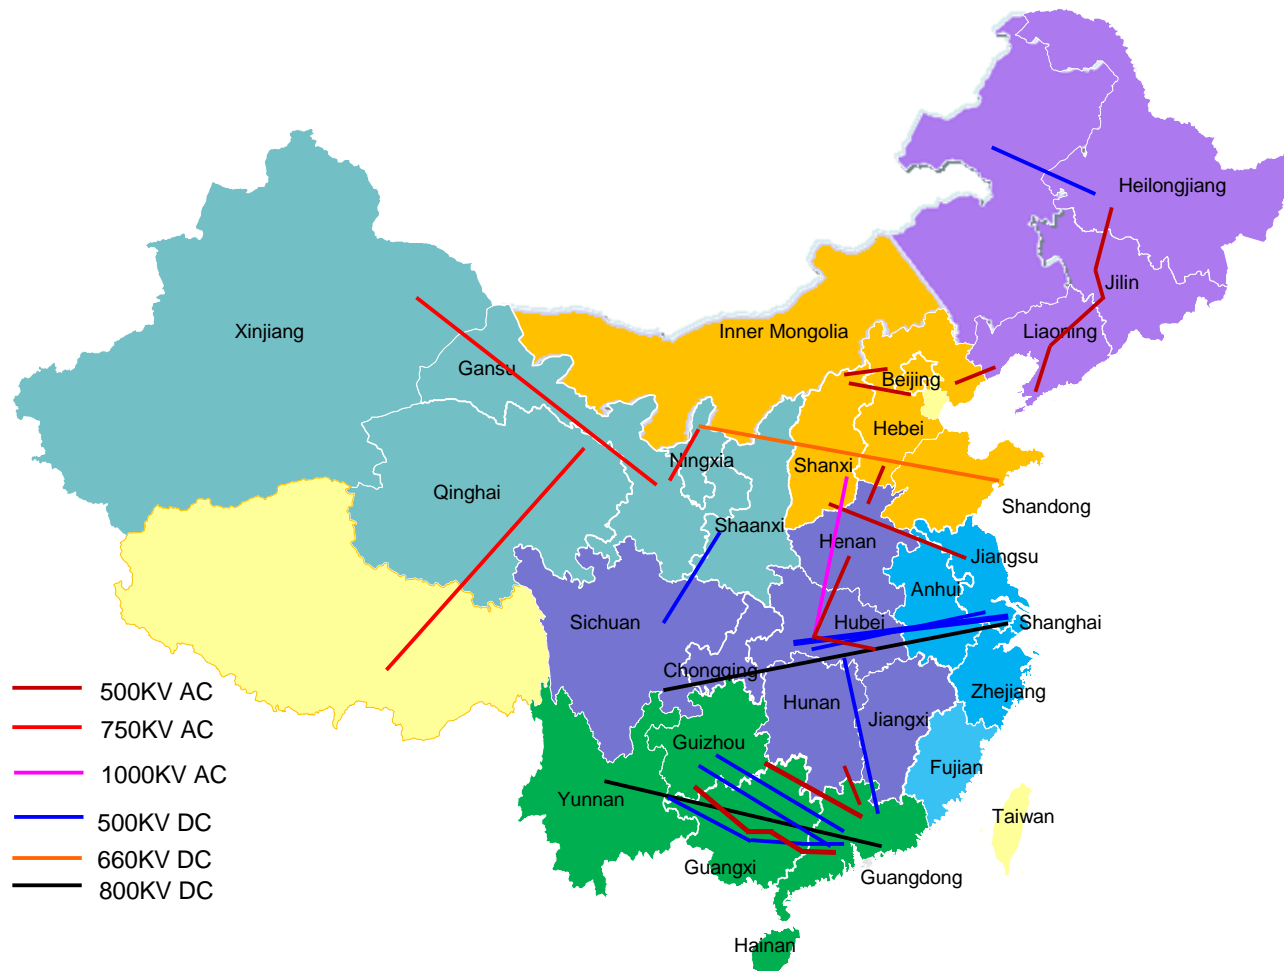 Heilongjiang
Jilin
Liaoning
Xinjiang
Inner Mongolia
Gansu
Beijing
Hebei
Ningxia
Shanxi
Qinghai
Shandong
Shaanxi
Henan
Jiangsu
Anhui
Sichuan
Hubei
Shanghai
Chongqing
Zhejiang
Hunan
Jiangxi
Guizhou
Fujian
Yunnan
Taiwan
Guangxi
Guangdong
Hainan
500KV AC
750KV AC
1000KV AC
500KV DC
660KV DC
800KV DC